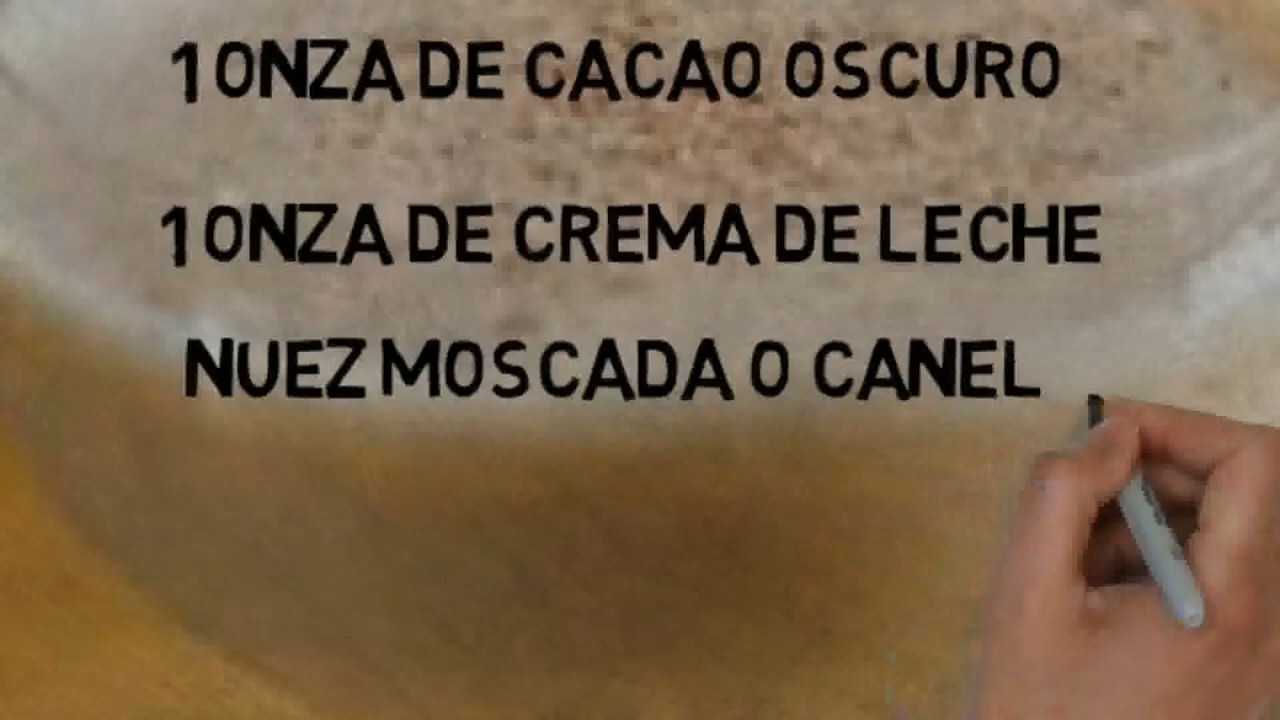 1 ONZA DE CACAO OSCURO
1 ONZA DE CREMA DE LECHE
NUEZ MOSCADA O CANEL